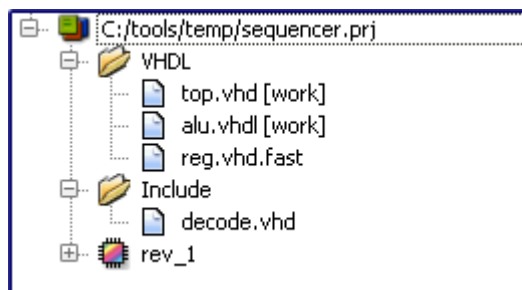 C:/tools/temp/sequencer.prj
VHDL
top.vhd [work]
alu.vhdl [work]
reg.vhd.fast
Include
decode.vhd
rev_1